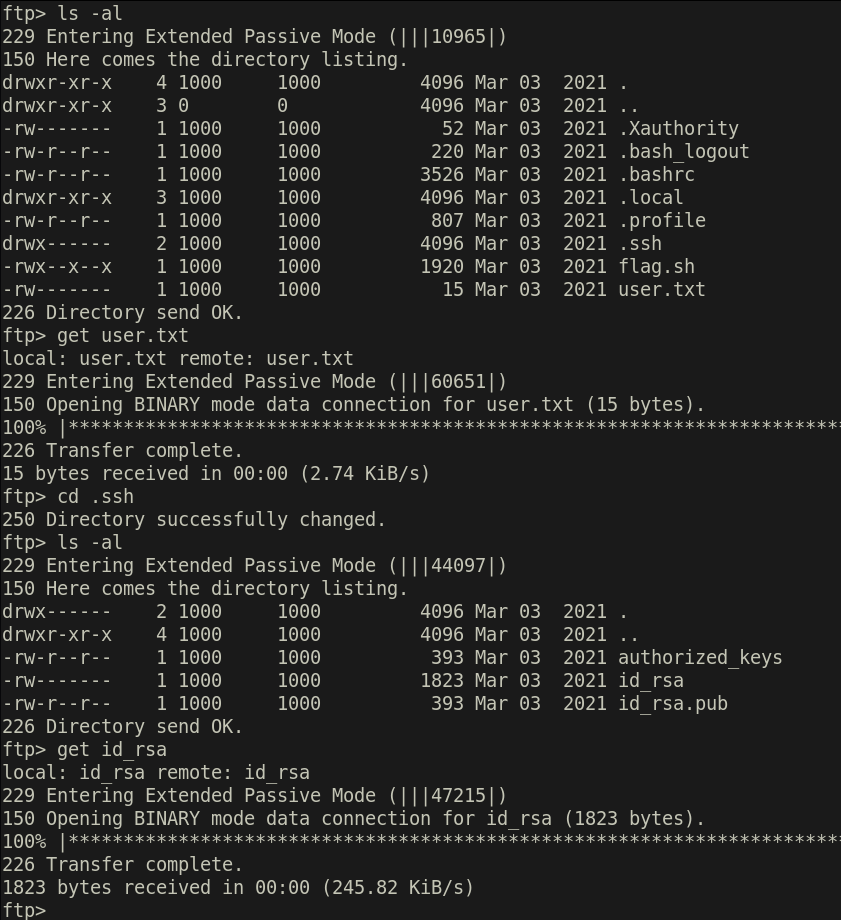 ftp> ls -al
229 Entering Extended Passive Mode (|||10965|)
150 Here comes the directory listing.
drwxr-xr-x    4 1000     1000         4096 Mar 03  2021 .
drwxr-xr-x    3 0        0            4096 Mar 03  2021 ..
-rw-------    1 1000     1000           52 Mar 03  2021 .Xauthority
-rw-r--r--    1 1000     1000          220 Mar 03  2021 .bash_logout
-rw-r--r--    1 1000     1000         3526 Mar 03  2021 .bashrc
drwxr-xr-x    3 1000     1000         4096 Mar 03  2021 .local
-rw-r--r--    1 1000     1000          807 Mar 03  2021 .profile
drwx------    2 1000     1000         4096 Mar 03  2021 .ssh
-rwx--x--x    1 1000     1000         1920 Mar 03  2021 flag.sh
-rw-------    1 1000     1000           15 Mar 03  2021 user.txt
226 Directory send OK.
ftp> get user.txt
local: user.txt remote: user.txt
229 Entering Extended Passive Mode (|||60651|)
150 Opening BINARY mode data connection for user.txt (15 bytes).
100% |***********************************************************************
226 Transfer complete.
15 bytes received in 00:00 (2.74 KiB/s)
ftp> cd .ssh
250 Directory successfully changed.
ftp> ls -al
229 Entering Extended Passive Mode (|||44097|)
150 Here comes the directory listing.
drwx------    2 1000     1000         4096 Mar 03  2021 .
drwxr-xr-x    4 1000     1000         4096 Mar 03  2021 ..
-rw-r--r--    1 1000     1000          393 Mar 03  2021 authorized_keys
-rw-------    1 1000     1000         1823 Mar 03  2021 id_rsa
-rw-r--r--    1 1000     1000          393 Mar 03  2021 id_rsa.pub
226 Directory send OK.
ftp> get id_rsa
local: id_rsa remote: id_rsa
229 Entering Extended Passive Mode (|||47215|)
150 Opening BINARY mode data connection for id_rsa (1823 bytes).
100% |***********************************************************************
226 Transfer complete.
1823 bytes received in 00:00 (245.82 KiB/s)
ftp>